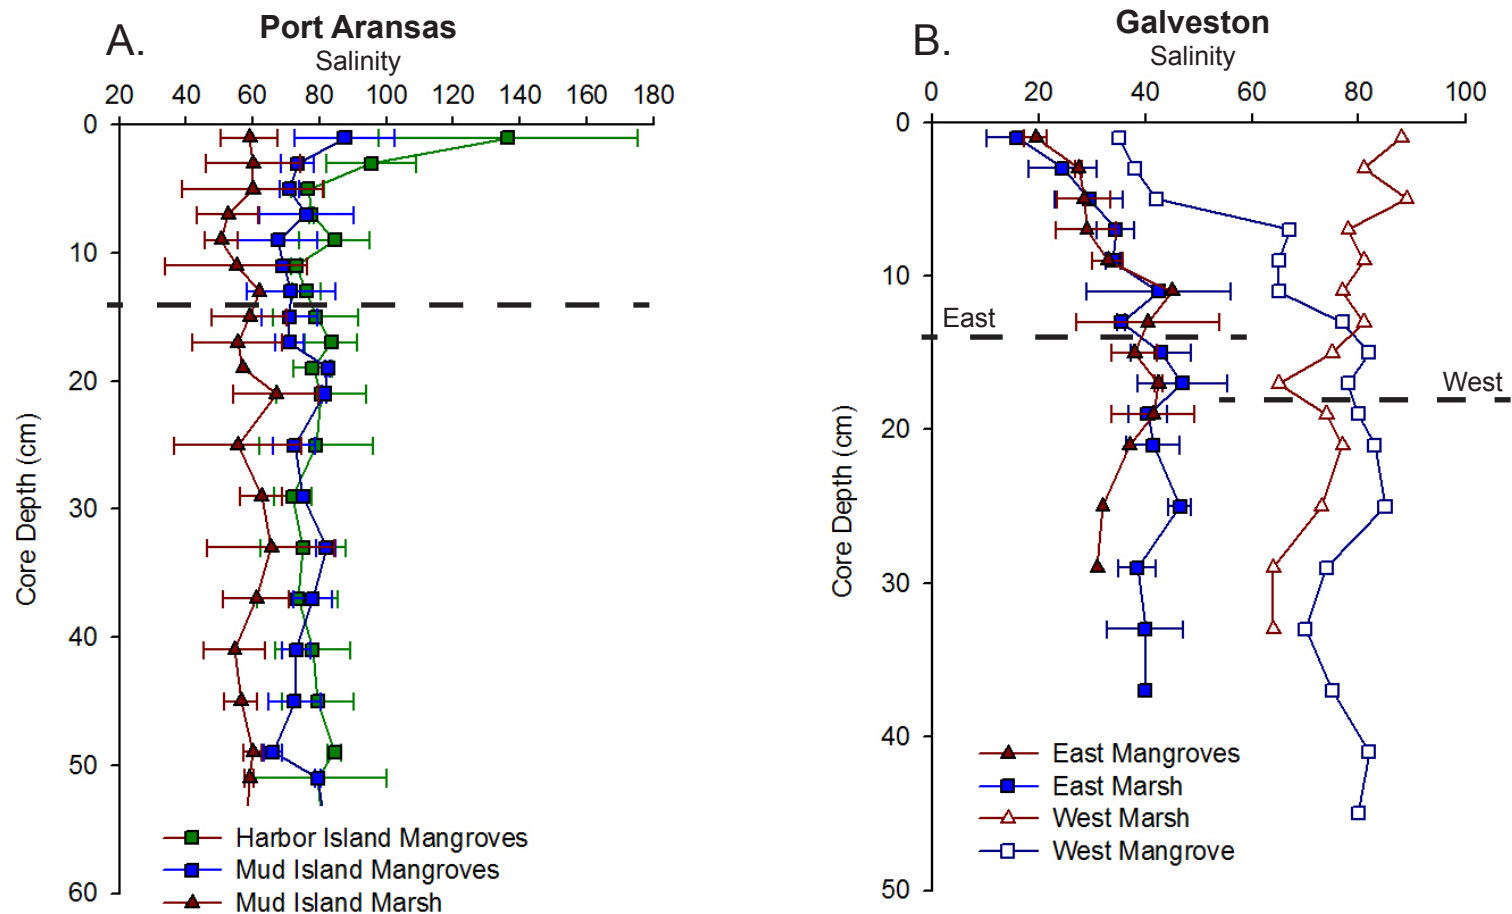 A.
Port Aransas
Salinity
20 40 60 80 100 120 140 160 180
0
10
20
30
40
50
60
Core Depth (cm)
Harbor Island Mangroves
Mud Island Mangroves
Mud Island Marsh
B.
Galveston
Salinity
0 20 40 60 80 100
0
10
20
30
40
50
Core Depth (cm)
East
West
East Mangroves
East Marsh
West Marsh
West Mangrove